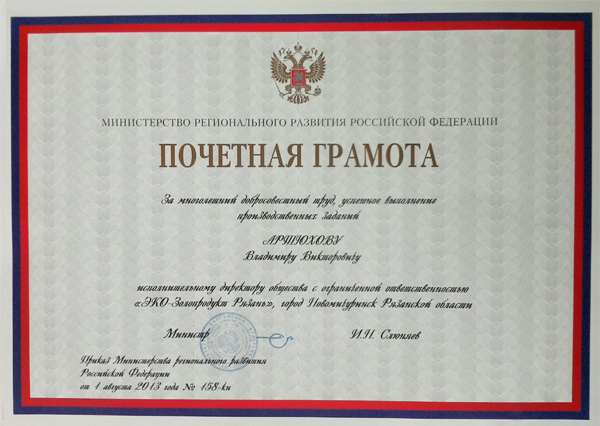 МИНИСТЕРСТВО РЕГИОНАЛЬНОГО РАЗВИТИЯ РОССИЙСКОЙ ФЕДЕРАЦИИ
ПОЧЕТНАЯ ГРАМОТА
За многолетний добросовестный труд, успешное выполнение
производственных заданий
АРТЮХОВУ
Владимиру Викторовичу
исполнительному директору общества с ограниченной ответственностью
«ЭКО-Золопродукт Рязань», город Новомичуринск Рязанской области
Министр И.Н. Слюняев
Приказ Министерства регионального развития
Российской Федерации
от 1 августа 2013 года № 158-кн